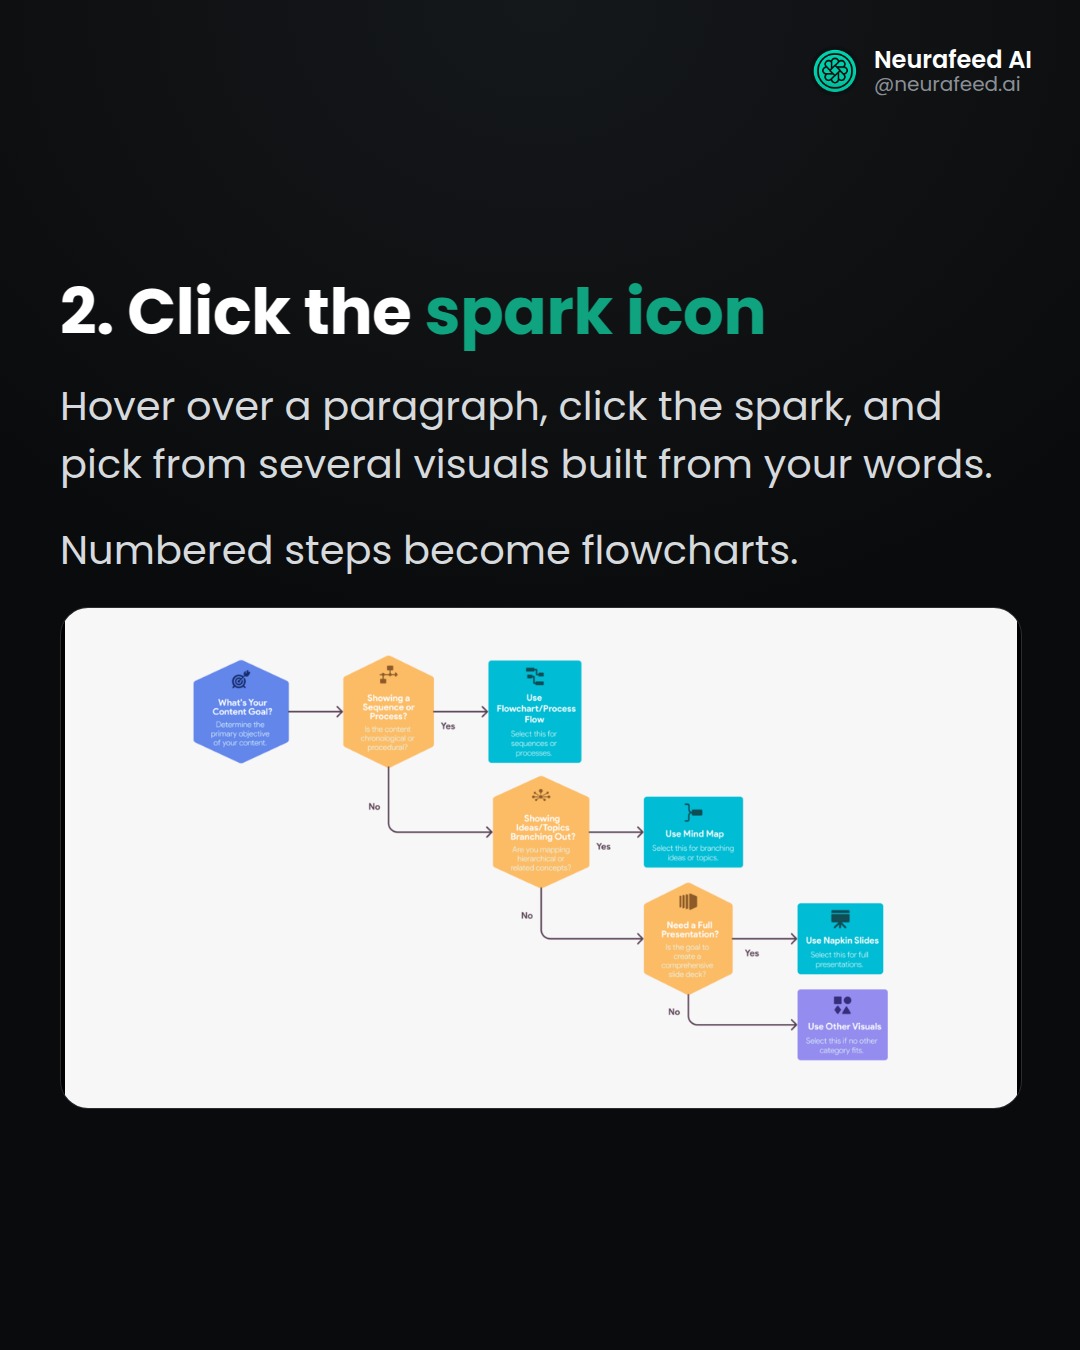 Neurafeed AI
@neurafeed.ai
2. Click the spark icon
Hover over a paragraph, click the spark, and
pick from several visuals built from your words.
Numbered steps become flowcharts.
What's Your
Content Goal?
Determine the
primary objective
of your content.
Showing a
Sequence or
Process?
Is the content
chronological or
procedural?
Yes
Use
Flowchart/Process
Flow
Select this for
sequences or
processes.
No
Showing
Ideas/Topics
Branching Out?
Are you mapping
hierarchical or
related concepts?
Yes
Use Mind Map
Select this for branching
ideas or topics.
No
Need a Full
Presentation?
Is the goal to
create a
comprehensive
slide deck?
Yes
Use Napkin Slides
Select this for full
presentations.
No
Use Other Visuals
Select this if no other
category fits.